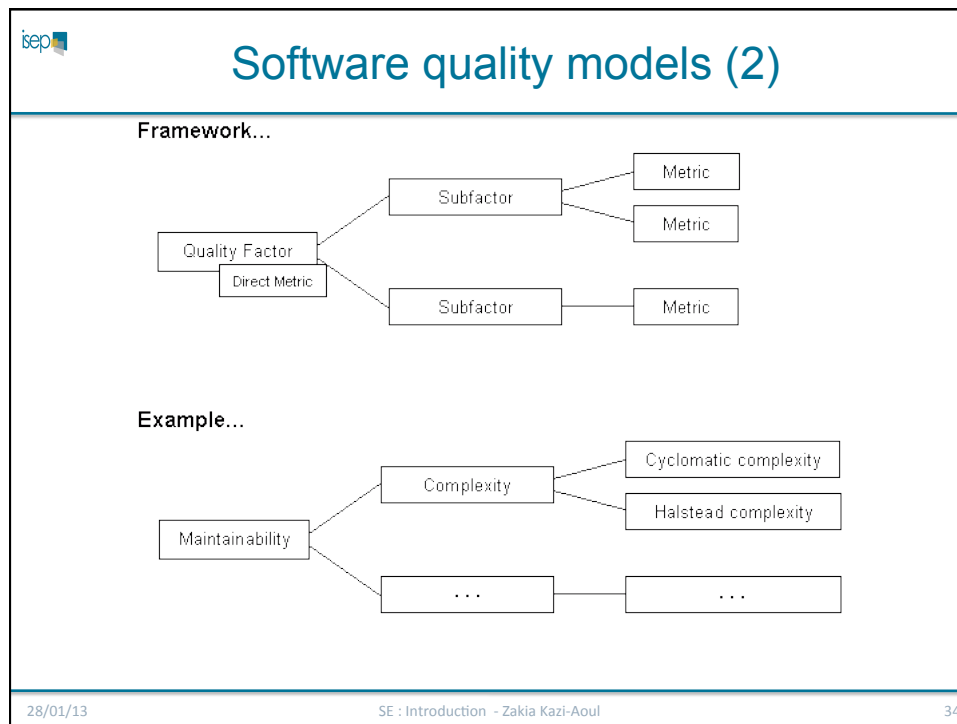 isep
Software quality models (2)
Framework...
Subfactor
Metric
Metric
Quality Factor
Direct Metric
Subfactor
Metric
Example...
Complexity
Cyclomatic complexity
Halstead complexity
Maintainability
...
...
28/01/13
SE : Introduction - Zakia Kazi-Aoul
34